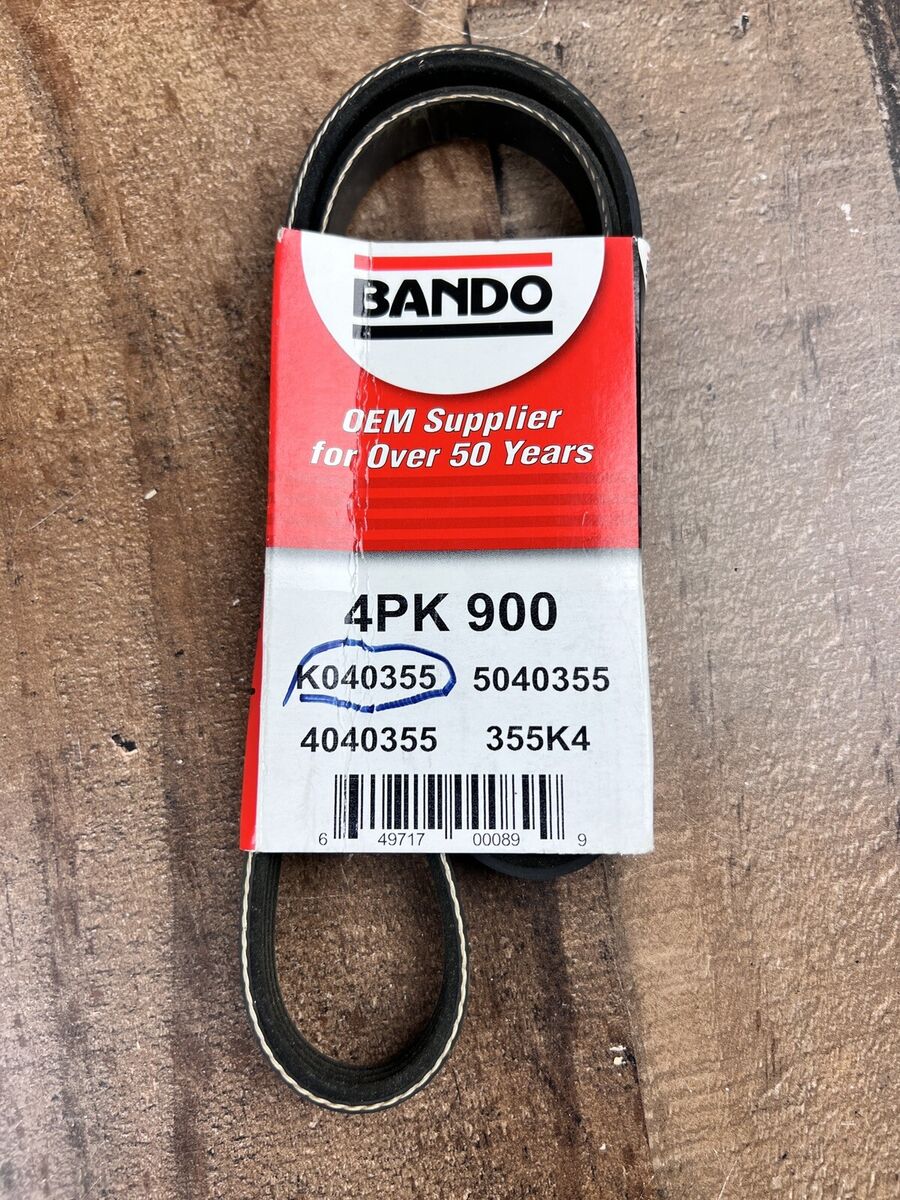 BANDO
OEM Supplier
for Over 50 Years
4PK 900
K040355 5040355
4040355 355K4
6 49717 00089 9